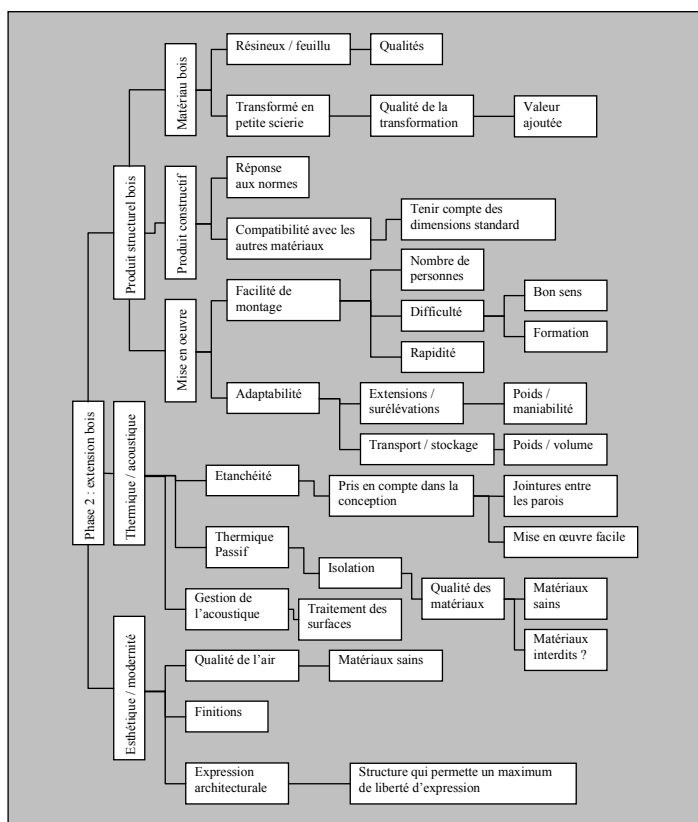 Phase 2 : extension bois
Produit structurel bois
Matériau bois
Résineux / feuillu
Qualités
Transformé en
petite scierie
Qualité de la
transformation
Valeur
ajoutée
Produit constructif
Réponse
aux normes
Compatibilité avec les
autres matériaux
Tenir compte des
dimensions standard
Mise en oeuvre
Facilité de
montage
Nombre de
personnes
Difficulté
Bon sens
Formation
Rapidité
Adaptabilité
Extensions /
surélévations
Poids /
maniabilité
Transport / stockage
Poids / volume
Thermique / acoustique
Etanchéité
Pris en compte dans la
conception
Jointures entre
les parois
Mise en œuvre facile
Thermique
Passif
Isolation
Qualité des
matériaux
Matériaux
sains
Matériaux
interdits ?
Gestion de
l’acoustique
Traitement des
surfaces
Esthétique / modernité
Qualité de l’air
Matériaux sains
Finitions
Expression
architecturale
Structure qui permette un maximum
de liberté d’expression